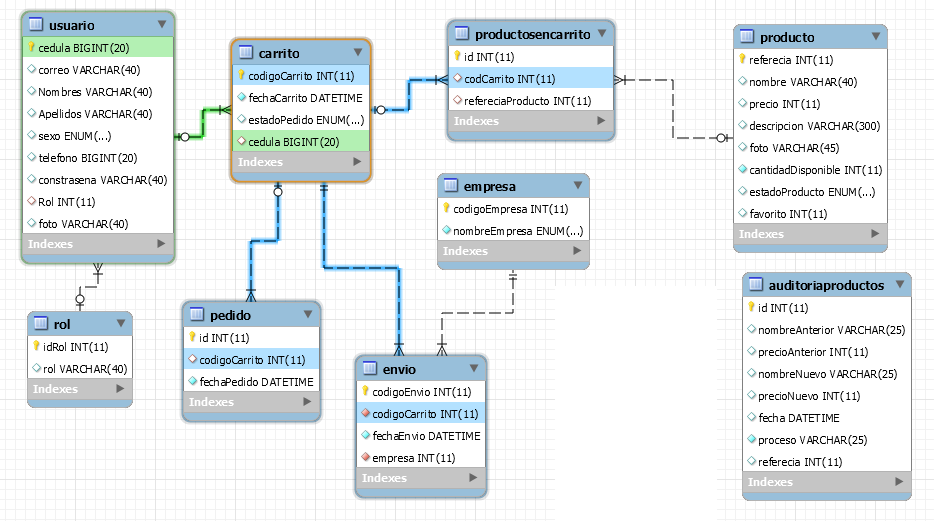 usuario
cedula BIGINT(20)
correo VARCHAR(40)
Nombres VARCHAR(40)
Apellidos VARCHAR(40)
sexo ENUM(...)
telefono BIGINT(20)
constrasena VARCHAR(40)
Rol INT(11)
foto VARCHAR(40)
Indexes
carrito
codigoCarrito INT(11)
fechaCarrito DATETIME
estadoPedido ENUM(...)
cedula BIGINT(20)
Indexes
productosencarrito
id INT(11)
codCarrito INT(11)
refereciaProducto INT(11)
Indexes
producto
referecia INT(11)
nombre VARCHAR(40)
precio INT(11)
descripcion VARCHAR(300)
foto VARCHAR(45)
cantidadDisponible INT(11)
estadoProducto ENUM(...)
favorito INT(11)
Indexes
empresa
codigoEmpresa INT(11)
nombreEmpresa ENUM(...)
Indexes
rol
idRol INT(11)
rol VARCHAR(40)
Indexes
pedido
id INT(11)
codigoCarrito INT(11)
fechaPedido DATETIME
Indexes
envio
codigoEnvio INT(11)
codigoCarrito INT(11)
fechaEnvio DATETIME
empresa INT(11)
Indexes
auditoriaproductos
id INT(11)
nombreAnterior VARCHAR(25)
precioAnterior INT(11)
nombreNuevo VARCHAR(25)
precioNuevo INT(11)
fecha DATETIME
proceso VARCHAR(25)
referecia INT(11)
Indexes